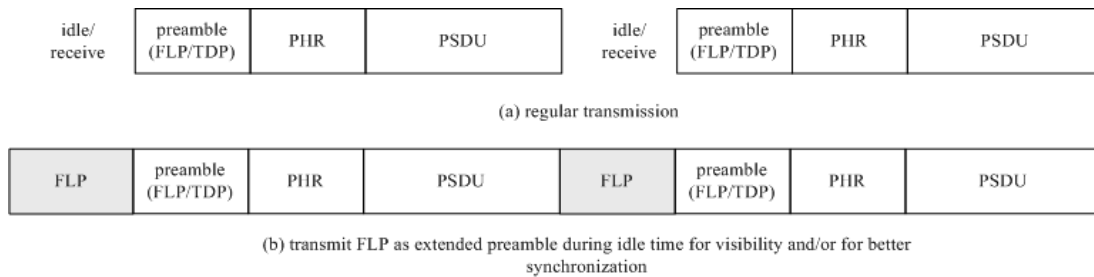 idle/ receive preamble (FLP/TDP) PHR PSDU idle/ receive preamble (FLP/TDP) PHR PSDU
(a) regular transmission
FLP preamble (FLP/TDP) PHR PSDU FLP preamble (FLP/TDP) PHR PSDU
(b) transmit FLP as extended preamble during idle time for visibility and/or for better
synchronization